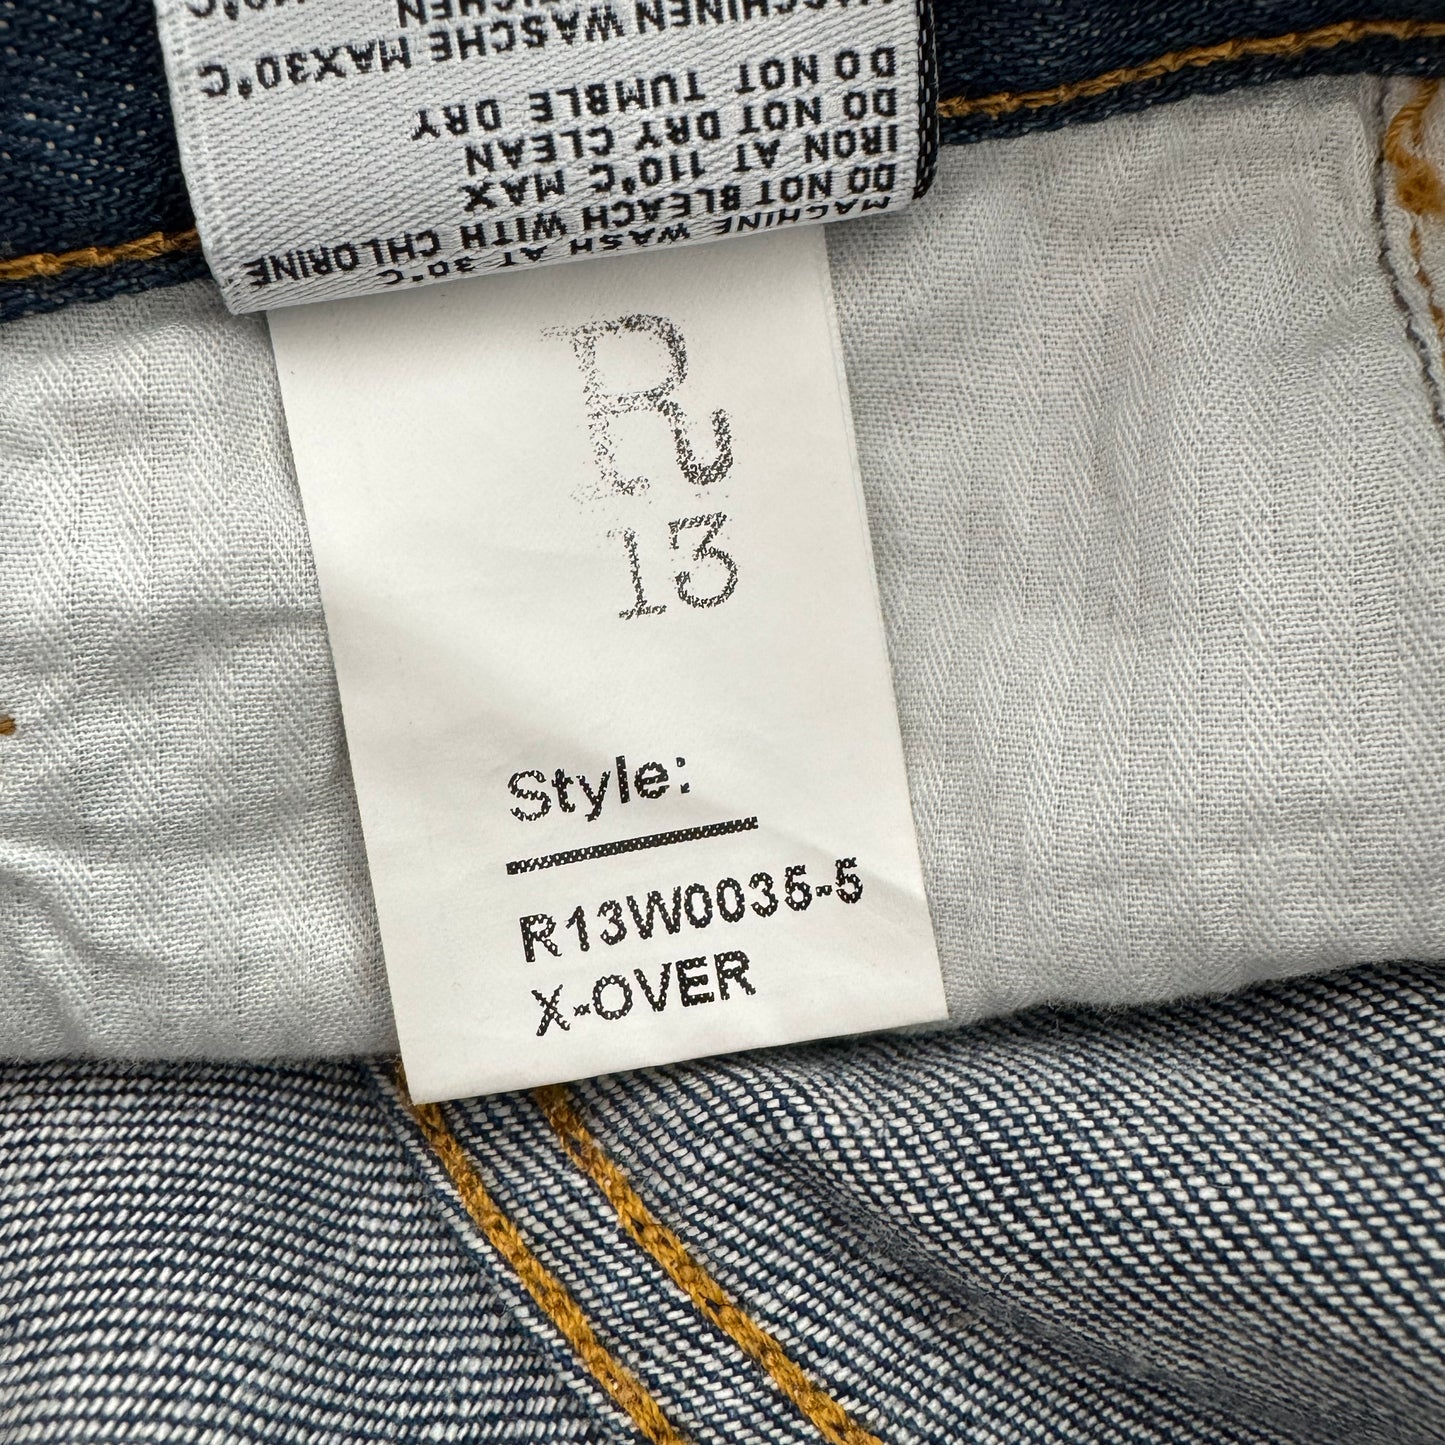 MACHINE WASH AT 30°C
DO NOT BLEACH WITH CHLORINE
IRON AT 110°C MAX
DO NOT DRY CLEAN
DO NOT TUMBLE DRY
MASCHINEN WASCHE MAX30°C
R
13
Style:
R13W0035-5
X-OVER